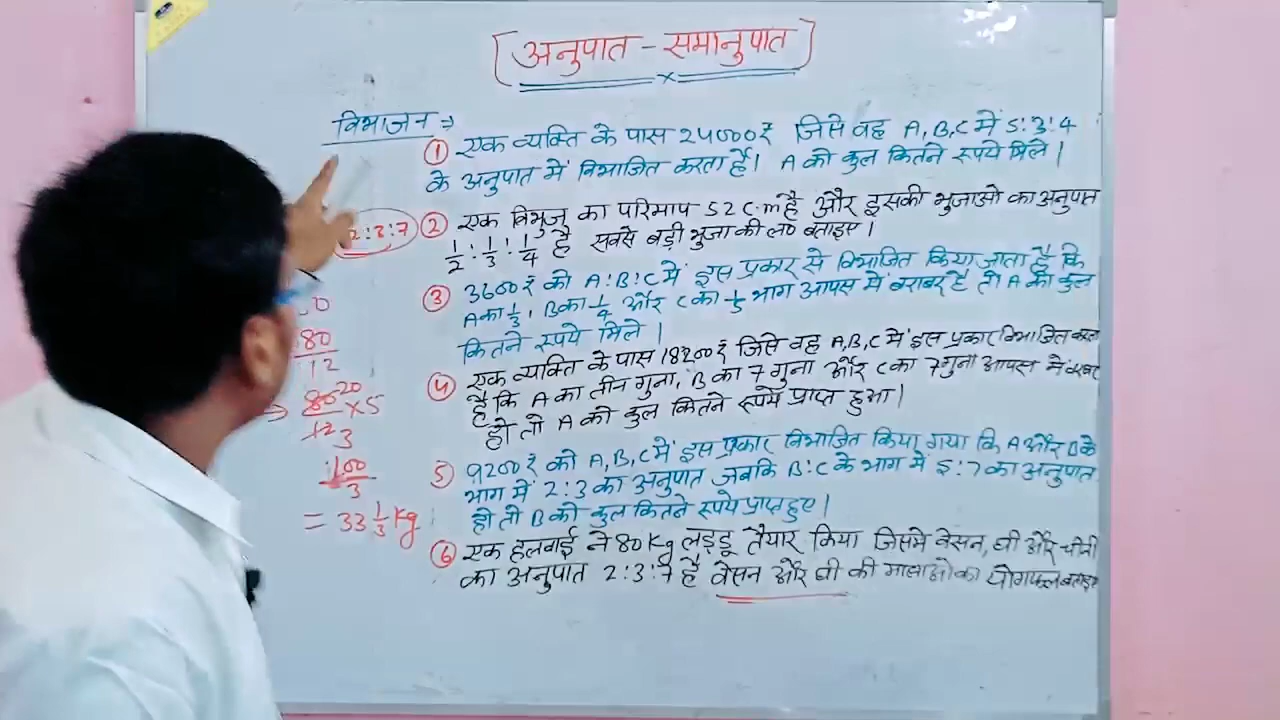 [अनुपात - समानुपात]
विभाजन :-
① एक व्यक्ति के पास 24000₹ जिसे वह A, B, C में 5:3:4
के अनुपात में विभाजित करता है। A को कुल कितने रूपये मिले।
② एक त्रिभुज का परिमाप 52 c.m है और इसकी भुजाओ का अनुपात
1/2 : 1/3 : 1/4 है सबसे बड़ी भुजा की ल० बताइए।
③ 3600₹ को A:B:C में इस प्रकार से विभाजित किया जाता है कि
A का 1/3, B का 1/4 और C का 1/5 भाग आपस में बराबर है तो A को कुल
कितने रूपये मिले।
④ एक व्यक्ति के पास 18200₹ जिसे वह A, B, C में इस प्रकार विभाजित करता
है कि A का तीन गुना, B का 7 गुना और C का 7 गुना आपस में बराबर
हो तो A को कुल कितने रूपये प्राप्त हुआ।
⑤ 9200₹ को A, B, C में इस प्रकार विभाजित किया गया कि A और B के
भाग में 2:3 का अनुपात जबकि B:C के भाग में 5:7 का अनुपात
हो तो B को कुल कितने रूपये प्राप्त हुए।
⑥ एक हलवाई ने 80 Kg लड्डू तैयार किया जिसमे वेसन, घी और चीनी
का अनुपात 2:3:7 है वेसन और घी की मात्राओ का योगफल बताइए
2:3:7
80
12
⇒ 80/12 × 5
20
3
100/3
= 33 1/3 Kg